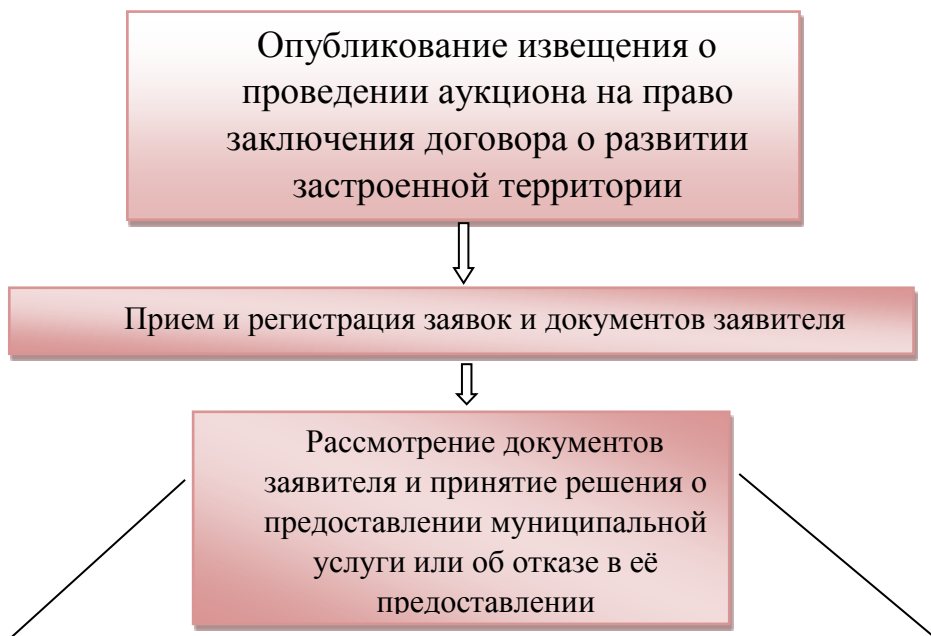 Опубликование извещения о
проведении аукциона на право
заключения договора о развитии
застроенной территории
Прием и регистрация заявок и документов заявителя
Рассмотрение документов
заявителя и принятие решения о
предоставлении муниципальной
услуги или об отказе в её
предоставлении